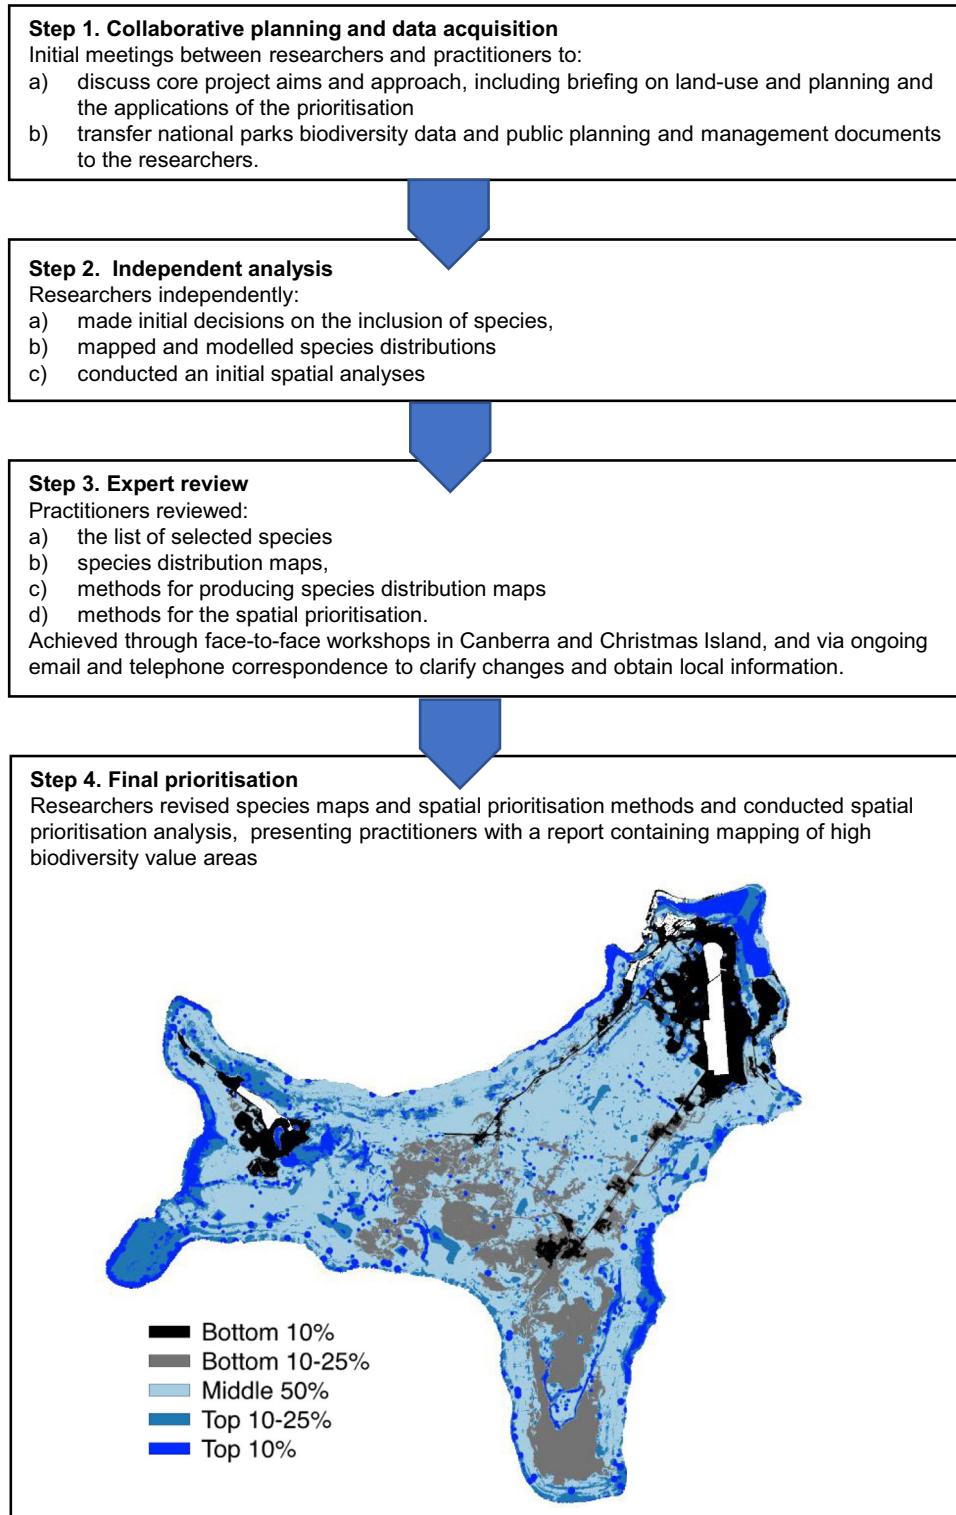 Step 1. Collaborative planning and data acquisition
Initial meetings between researchers and practitioners to:
a) discuss core project aims and approach, including briefing on land-use and planning and
the applications of the prioritisation
b) transfer national parks biodiversity data and public planning and management documents
to the researchers.
Step 2. Independent analysis
Researchers independently:
a) made initial decisions on the inclusion of species,
b) mapped and modelled species distributions
c) conducted an initial spatial analyses
Step 3. Expert review
Practitioners reviewed:
a) the list of selected species
b) species distribution maps,
c) methods for producing species distribution maps
d) methods for the spatial prioritisation.
Achieved through face-to-face workshops in Canberra and Christmas Island, and via ongoing
email and telephone correspondence to clarify changes and obtain local information.
Step 4. Final prioritisation
Researchers revised species maps and spatial prioritisation methods and conducted spatial
prioritisation analysis, presenting practitioners with a report containing mapping of high
biodiversity value areas
Bottom 10%
Bottom 10-25%
Middle 50%
Top 10-25%
Top 10%